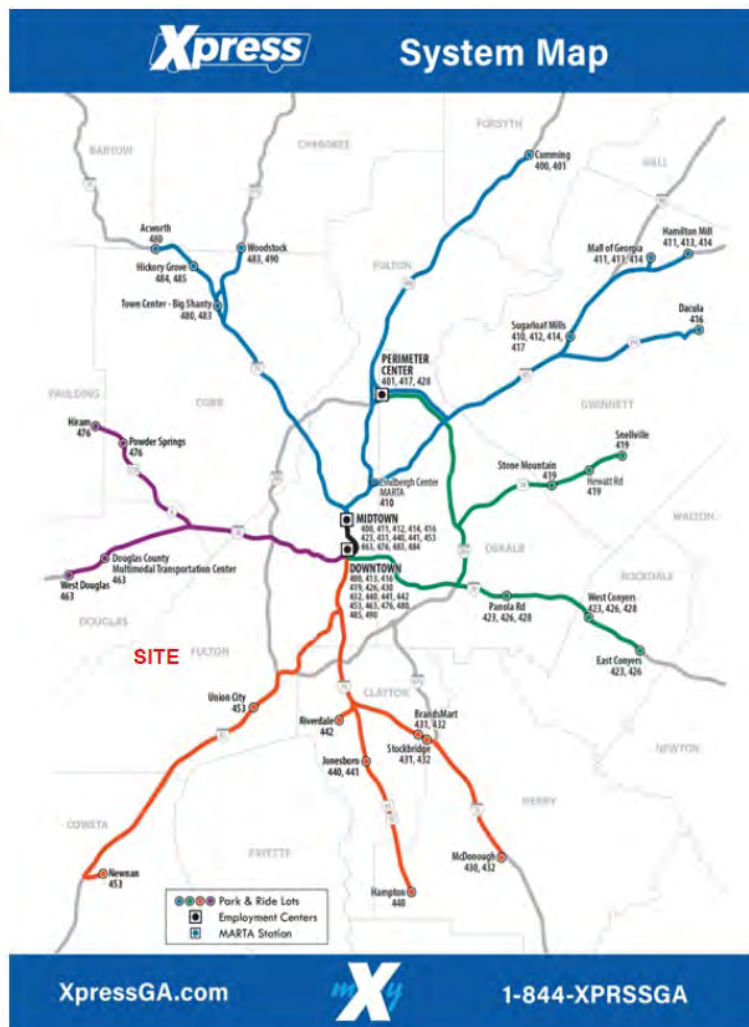 Xpress
System Map
BARTOW
CHEROKEE
FORSYTH
HALL
Cumming
400, 401
Acworth
480
Woodstock
483, 490
Hickory Grove
484, 485
Town Center - Big Shanty
480, 483
FULTON
Mall of Georgia
411, 413, 414
Hamilton Mill
411, 413, 414
Dacula
416
Sugarloaf Mills
410, 412, 414,
417
PERIMETER
CENTER
401, 417, 428
PAULDING
COBB
GWINNETT
Hiram
476
Powder Springs
476
Snellville
419
Stone Mountain
419
Hewatt Rd
419
Lindbergh Center
MARTA
410
MIDTOWN
400, 411, 412, 414, 416
423, 431, 440, 441, 453
463, 476, 483, 484
DEKALB
WALTON
ROCKDALE
Douglas County
Multimodal Transportation Center
463
West Douglas
463
DOWNTOWN
400, 413, 416
419, 426, 430
432, 440, 441, 442
453, 463, 476, 480
485, 490
Panola Rd
423, 426, 428
West Conyers
423, 426, 428
East Conyers
423, 426
DOUGLAS
SITE
FULTON
CLAYTON
Union City
453
Riverdale
442
BrandsMart
431, 432
Stockbridge
431, 432
Jonesboro
440, 441
NEWTON
HENRY
COWETA
FAYETTE
McDonough
430, 432
Newnan
453
Hampton
440
Park & Ride Lots
Employment Centers
MARTA Station
XpressGA.com
my X
1-844-XPRSSGA